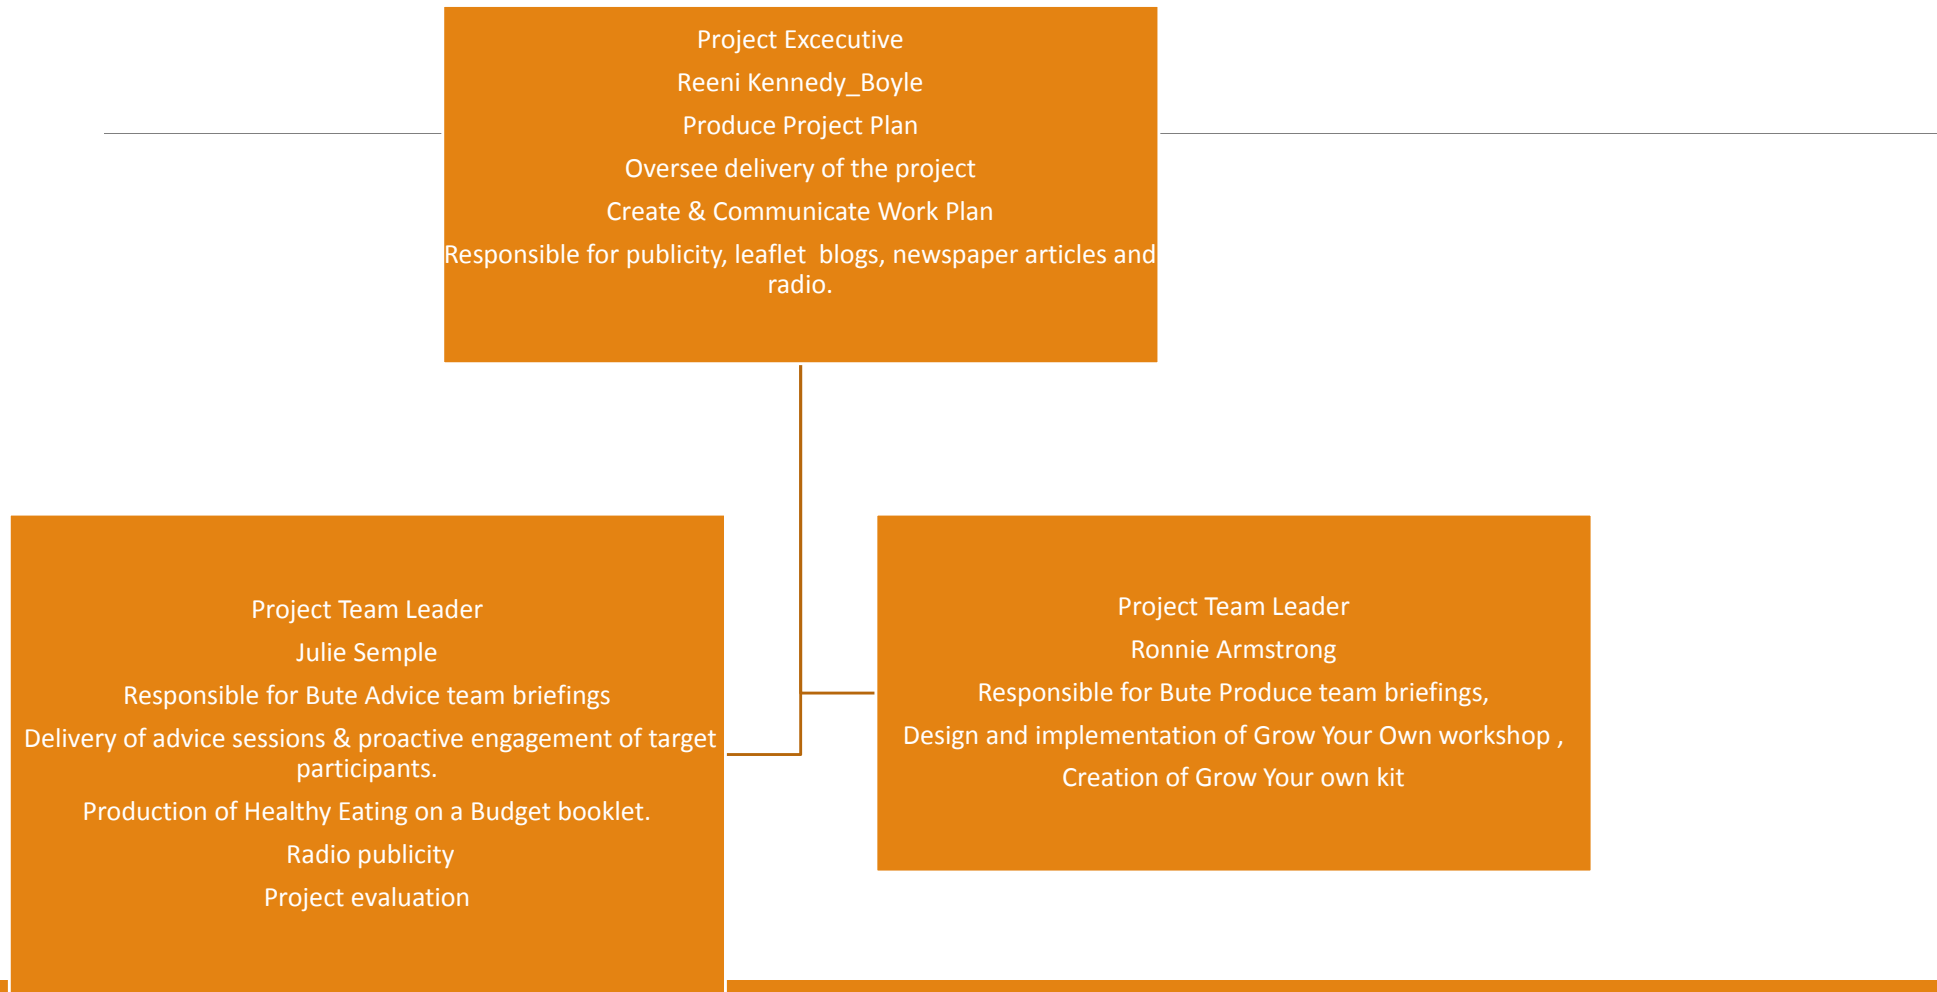 Project Excecutive
Reeni Kennedy_Boyle
Produce Project Plan
Oversee delivery of the project
Create & Communicate Work Plan
Responsible for publicity, leaflet  blogs, newspaper articles and
radio.
Project Team Leader
Julie Semple
Responsible for Bute Advice team briefings
Delivery of advice sessions & proactive engagement of target
participants.
Production of Healthy Eating on a Budget booklet.
Radio publicity
Project evaluation
Project Team Leader
Ronnie Armstrong
Responsible for Bute Produce team briefings,
Design and implementation of Grow Your Own workshop ,
Creation of Grow Your own kit